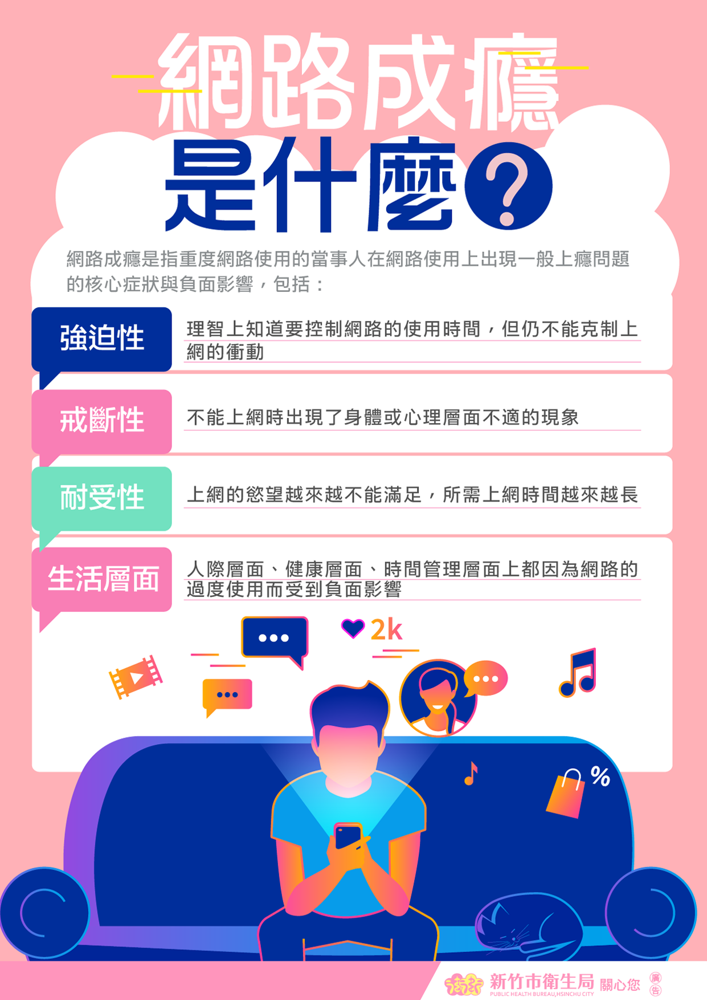 網路成癮
是什麼?
網路成癮是指重度網路使用的當事人在網路使用上出現一般上癮問題
的核心症狀與負面影響，包括：
強迫性
理智上知道要控制網路的使用時間，但仍不能克制上
網的衝動
戒斷性
不能上網時出現了身體或心理層面不適的現象
耐受性
上網的慾望越來越不能滿足，所需上網時間越來越長
生活層面
人際層面、健康層面、時間管理層面上都因為網路的
過度使用而受到負面影響
2k
%
新竹市衛生局 關心您 廣告
PUBLIC HEALTH BUREAU,HSINCHU CITY